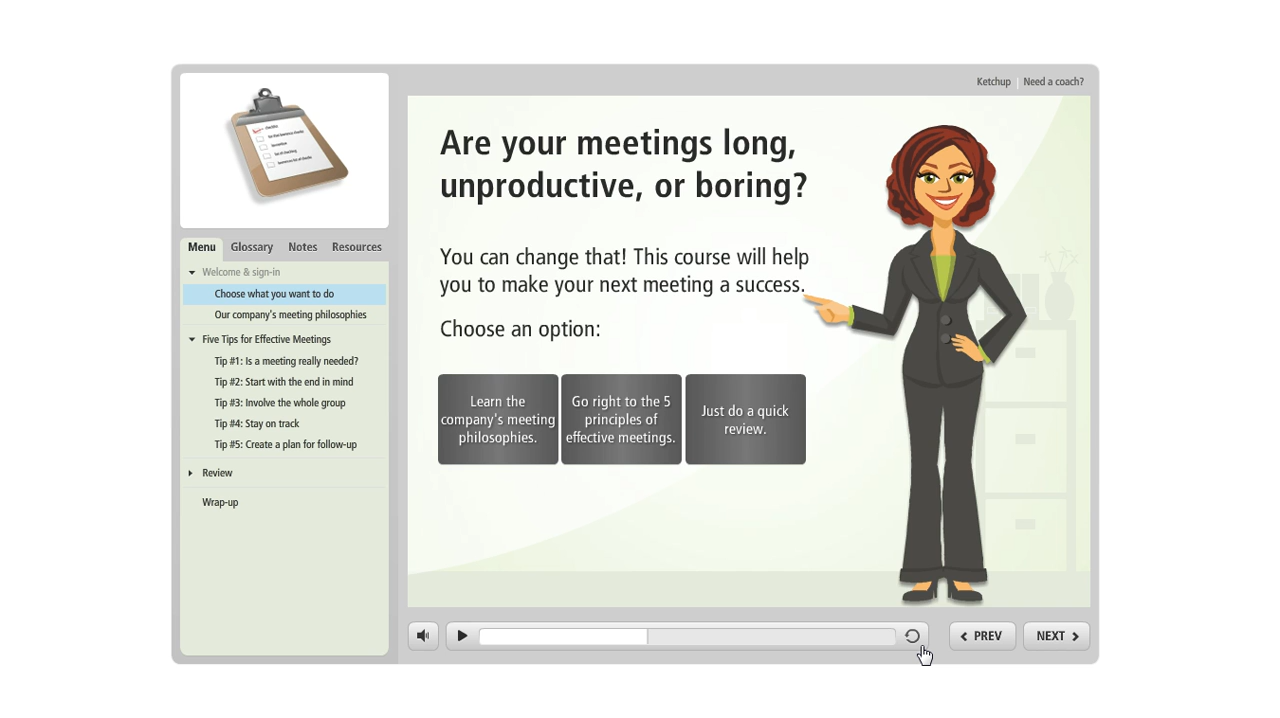 Ketchup
Need a coach?
Are your meetings long,
unproductive, or boring?
You can change that! This course will help
you to make your next meeting a success.
Choose an option:
Learn the
company's meeting
philosophies.
Go right to the 5
principles of
effective meetings.
Just do a quick
review.
Menu
Glossary
Notes
Resources
Welcome & sign-in
Choose what you want to do
Our company's meeting philosophies
Five Tips for Effective Meetings
Tip #1: Is a meeting really needed?
Tip #2: Start with the end in mind
Tip #3: Involve the whole group
Tip #4: Stay on track
Tip #5: Create a plan for follow-up
Review
Wrap-up
PREV
NEXT